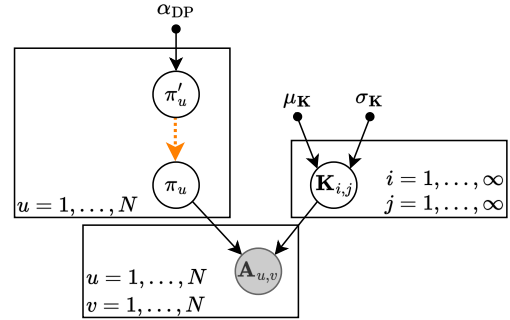 α_DP
π′_u
μ_𝐊 σ_𝐊
π_u
𝐊_{i,j}
i = 1, . . . , ∞
j = 1, . . . , ∞
u = 1, . . . , N
𝐀_{u,v}
u = 1, . . . , N
v = 1, . . . , N